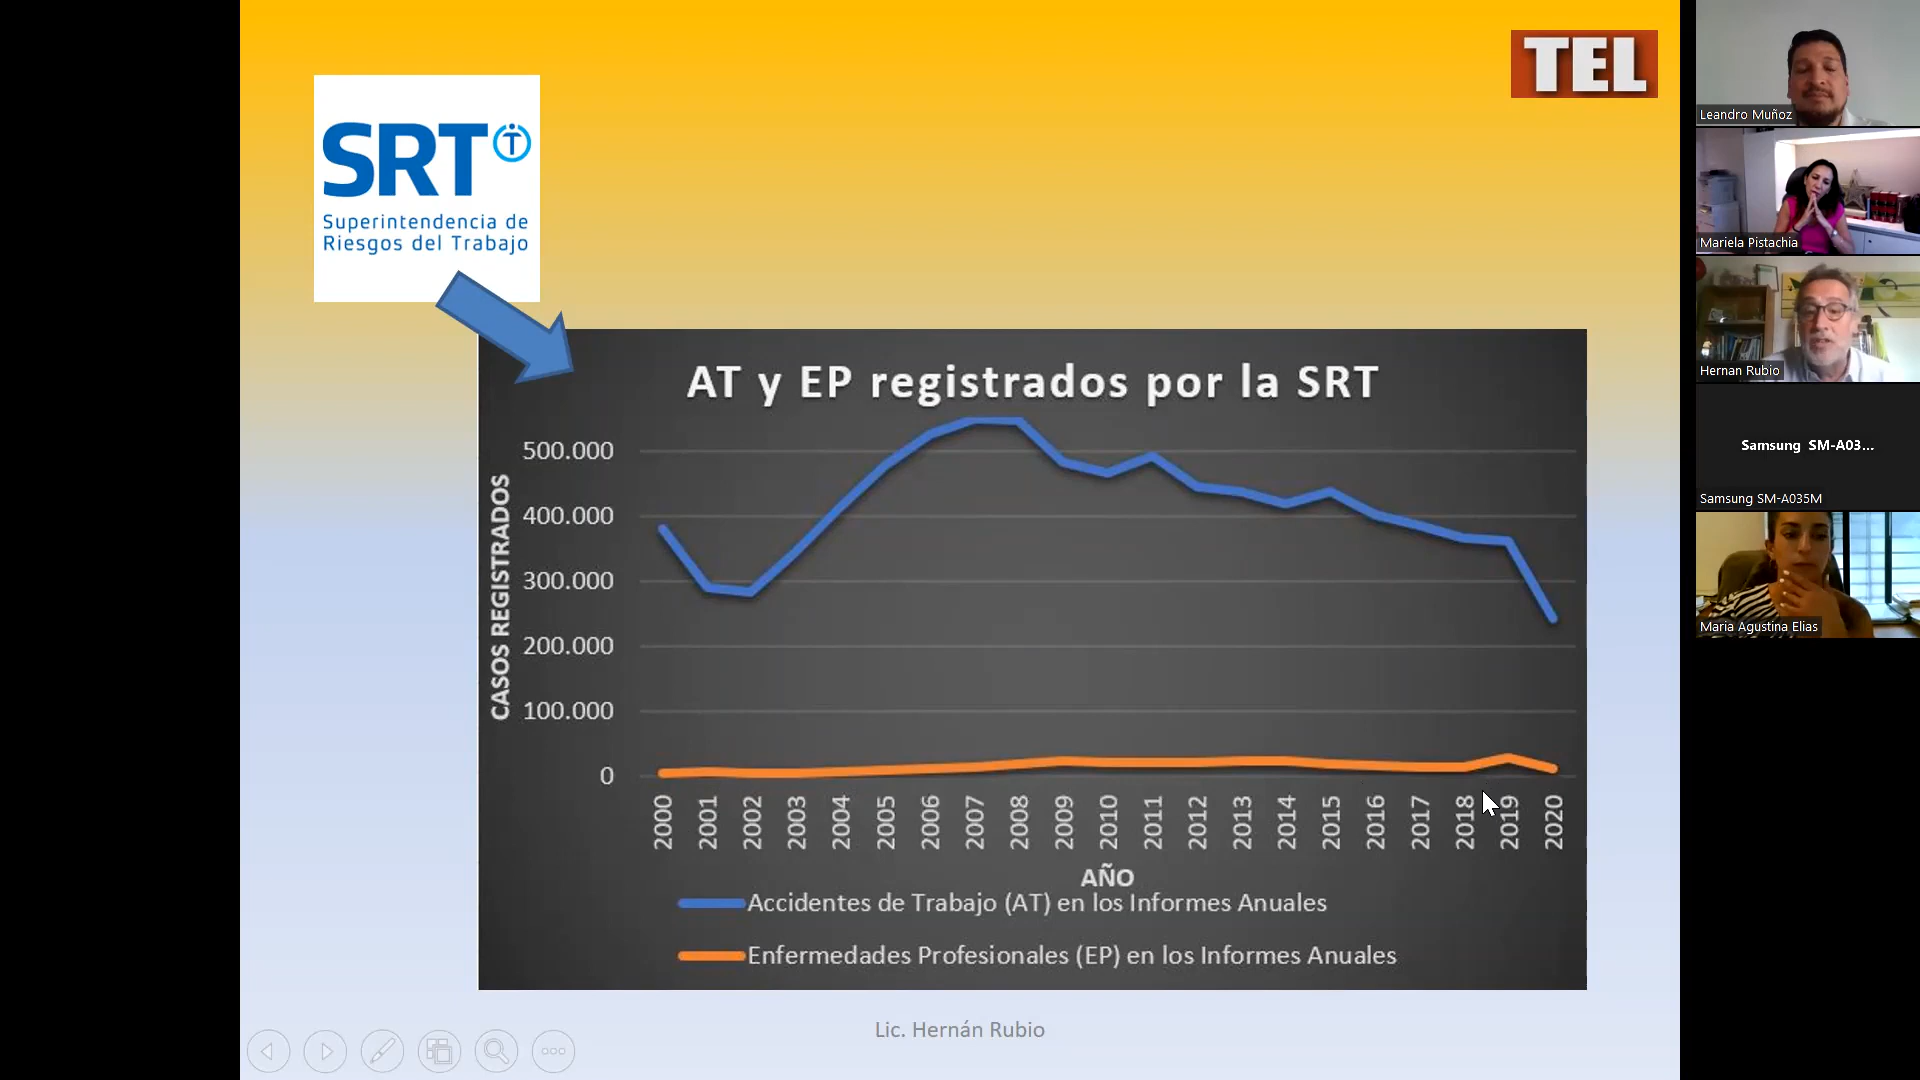 TEL
SRT
Superintendencia de
Riesgos del Trabajo
AT y EP registrados por la SRT
CASOS REGISTRADOS
500.000
400.000
300.000
200.000
100.000
0
2000 2001 2002 2003 2004 2005 2006 2007 2008 2009 2010 2011 2012 2013 2014 2015 2016 2017 2018 2019 2020
AÑO
Accidentes de Trabajo (AT) en los Informes Anuales
Enfermedades Profesionales (EP) en los Informes Anuales
Lic. Hernán Rubio
Leandro Muñoz
Mariela Pistachia
Hernan Rubio
Samsung SM-A03...
Samsung SM-A035M
Maria Agustina Elias